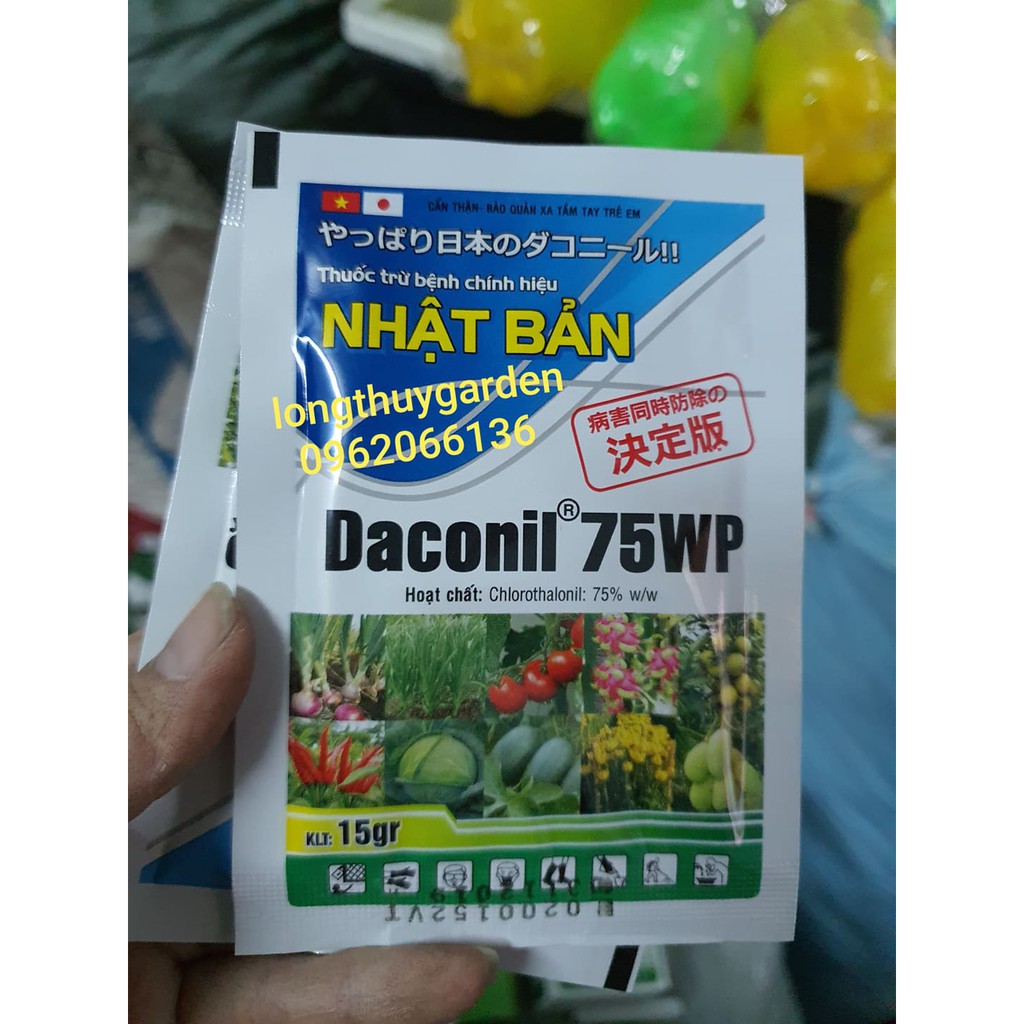 CẨN THẬN- BẢO QUẢN XA TẦM TAY TRẺ EM
やっぱり日本のダコニール!!
Thuốc trừ bệnh chính hiệu
NHẬT BẢN
longthuygarden
0962066136
病害同時防除の
決定版
Daconil® 75WP
Hoạt chất: Chlorothalonil: 75% w/w
KLT: 15gr